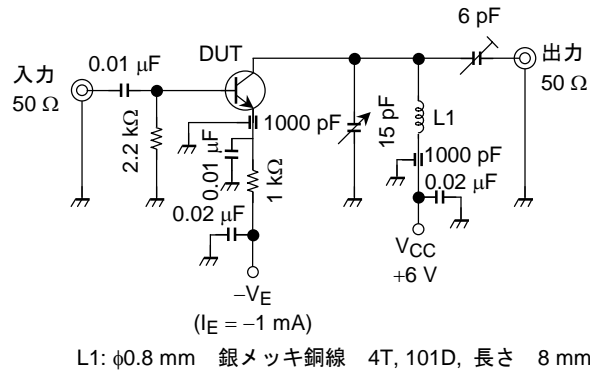 6 pF
DUT
出力
50 Ω
0.01 μF
入力
50 Ω
1000 pF
15 pF
L1
2.2 kΩ
0.01 μF
1 kΩ
1000 pF
0.02 μF
0.02 μF
VCC
+6 V
−VE
(IE = −1 mA)
L1: ϕ0.8 mm 銀メッキ銅線 4T, 101D, 長さ 8 mm